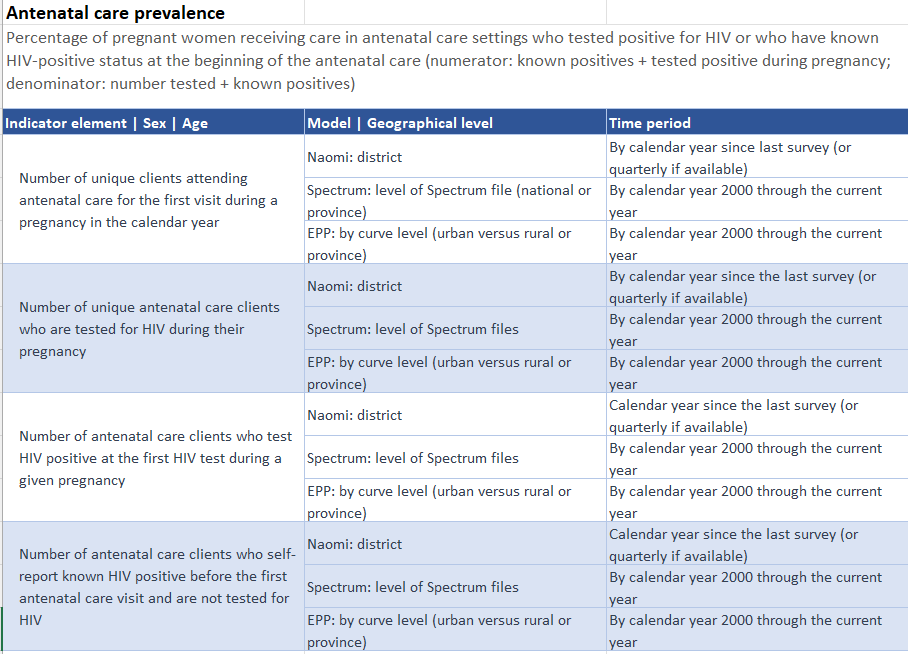 Antenatal care prevalence
Percentage of pregnant women receiving care in antenatal care settings who tested positive for HIV or who have known
HIV-positive status at the beginning of the antenatal care (numerator: known positives + tested positive during pregnancy;
denominator: number tested + known positives)
Indicator element | Sex | Age
Model | Geographical level
Time period
Number of unique clients attending
antenatal care for the first visit during a
pregnancy in the calendar year
Naomi: district
By calendar year since last survey (or
quarterly if available)
Spectrum: level of Spectrum file (national or
province)
By calendar year 2000 through the current
year
EPP: by curve level (urban versus rural or
province)
By calendar year 2000 through the current
year
Number of unique antenatal care clients
who are tested for HIV during their
pregnancy
Naomi: district
By calendar year since the last survey (or
quarterly if available)
Spectrum: level of Spectrum files
By calendar year 2000 through the current
year
EPP: by curve level (urban versus rural or
province)
By calendar year 2000 through the current
year
Number of antenatal care clients who test
HIV positive at the first HIV test during a
given pregnancy
Naomi: district
Calendar year since the last survey (or
quarterly if available)
Spectrum: level of Spectrum files
By calendar year 2000 through the current
year
EPP: by curve level (urban versus rural or
province)
By calendar year 2000 through the current
year
Number of antenatal care clients who self-
report known HIV positive before the first
antenatal care visit and are not tested for
HIV
Naomi: district
Calendar year since the last survey (or
quarterly if available)
Spectrum: level of Spectrum files
By calendar year 2000 through the current
year
EPP: by curve level (urban versus rural or
province)
By calendar year 2000 through the current
year